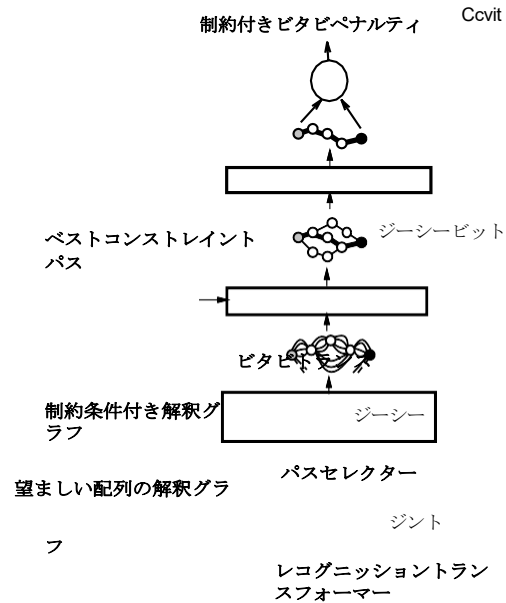 制約付きビタビペナルティ
Ccvit
ベストコンストレイント
パス
ジーシービット
ビタビトラン
制約条件付き解釈グ
ラフ
ジーシー
パスセレクター
望ましい配列の解釈グラ
フ
ジント
レコグニッショントラン
スフォーマー